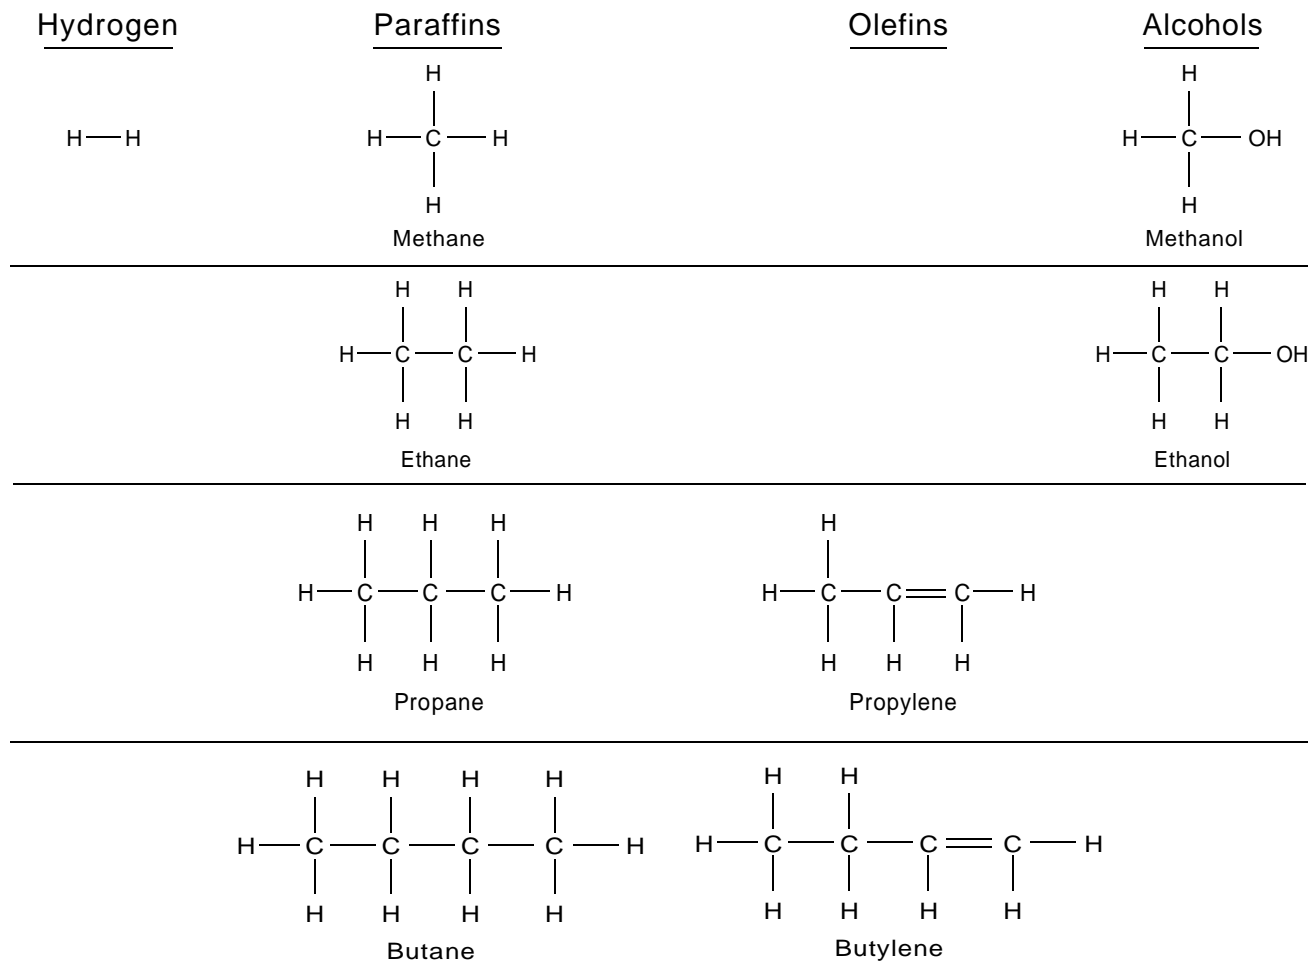 Hydrogen Paraffins Olefins Alcohols
H H H
H H H C H H C OH
H H
Methane Methanol
H H H H
H C C H H C C OH
H H H H
Ethane Ethanol
H H H H
H C C C H H C C C H
H H H H H H
Propane Propylene
H H H H H H
H C C C C H H C C C C H
H H H H H H H H
Butane Butylene